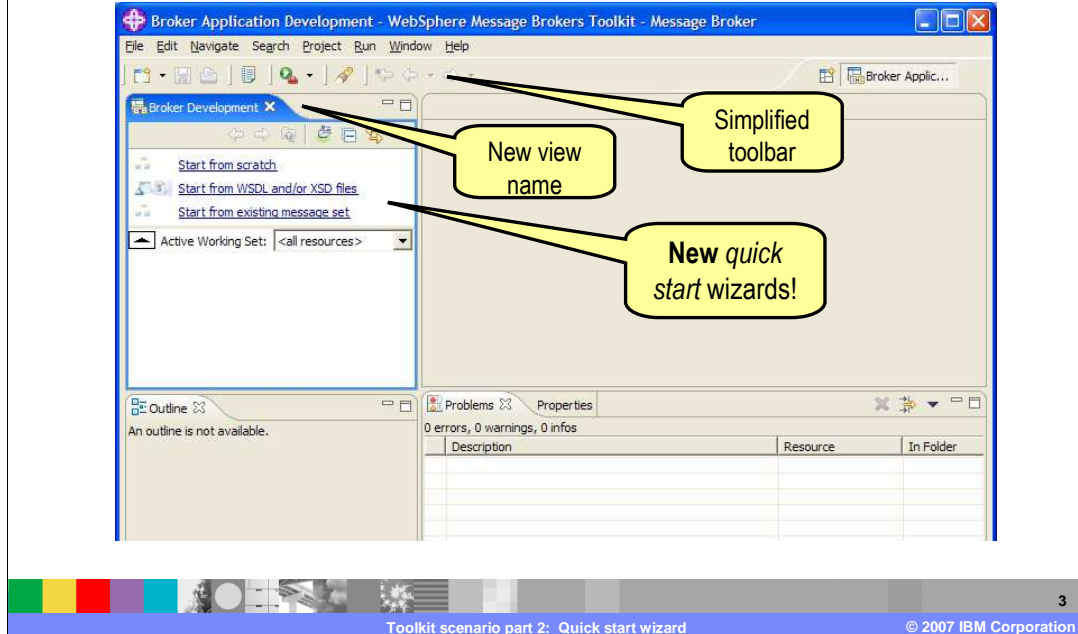 Broker Application Development - WebSphere Message Brokers Toolkit - Message Broker
File Edit Navigate Search Project Run Window Help
Broker Applic...
Broker Development
Simplified
toolbar
New view
name
Start from scratch
Start from WSDL and/or XSD files
Start from existing message set
Active Working Set: <all resources>
New quick
start wizards!
Outline
An outline is not available.
Problems Properties
0 errors, 0 warnings, 0 infos
Description Resource In Folder
3
Toolkit scenario part 2: Quick start wizard © 2007 IBM Corporation